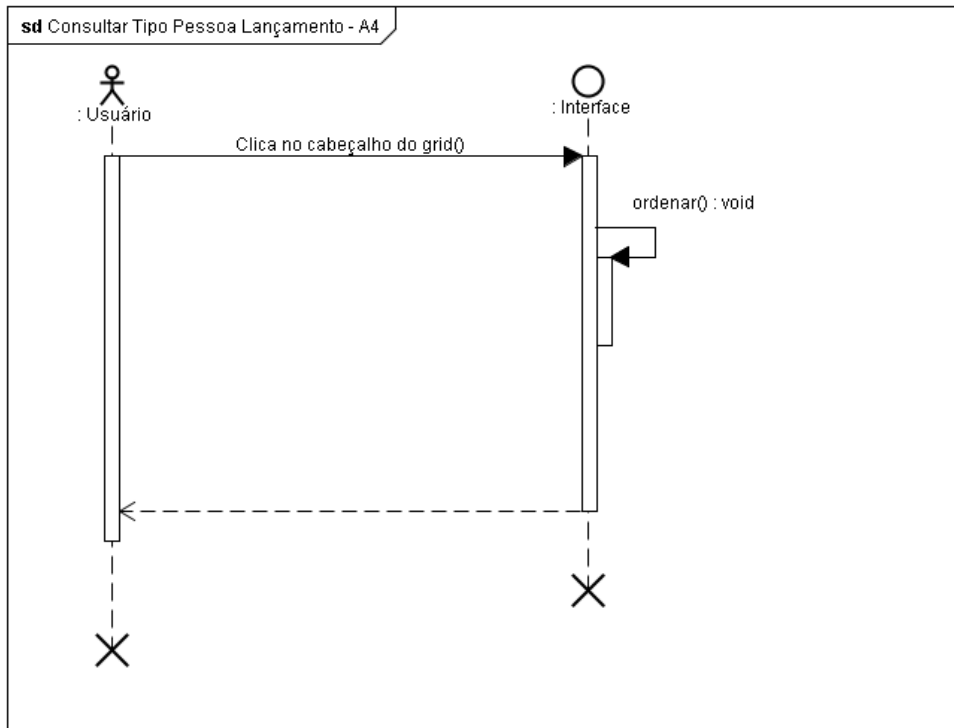 sd Consultar Tipo Pessoa Lançamento - A4
: Usuário
: Interface
Clica no cabeçalho do grid()
ordenar() : void